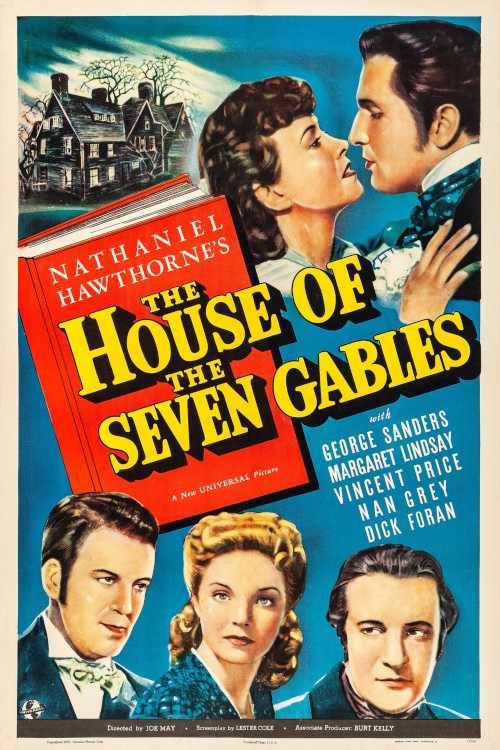 NATHANIEL
HAWTHORNE'S
THE
HOUSE OF
THE
SEVEN GABLES
with
GEORGE SANDERS
MARGARET LINDSAY
VINCENT PRICE
NAN GREY
DICK FORAN
A New UNIVERSAL Picture
Directed by JOE MAY • Screenplay by LESTER COLE • Associate Producer: BURT KELLY